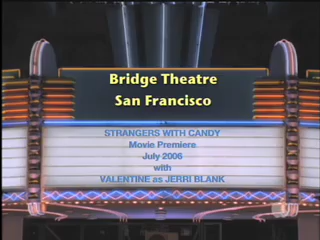 Bridge Theatre
San Francisco
STRANGERS WITH CANDY
Movie Premiere
July 2006
with
VALENTINE as JERRI BLANK